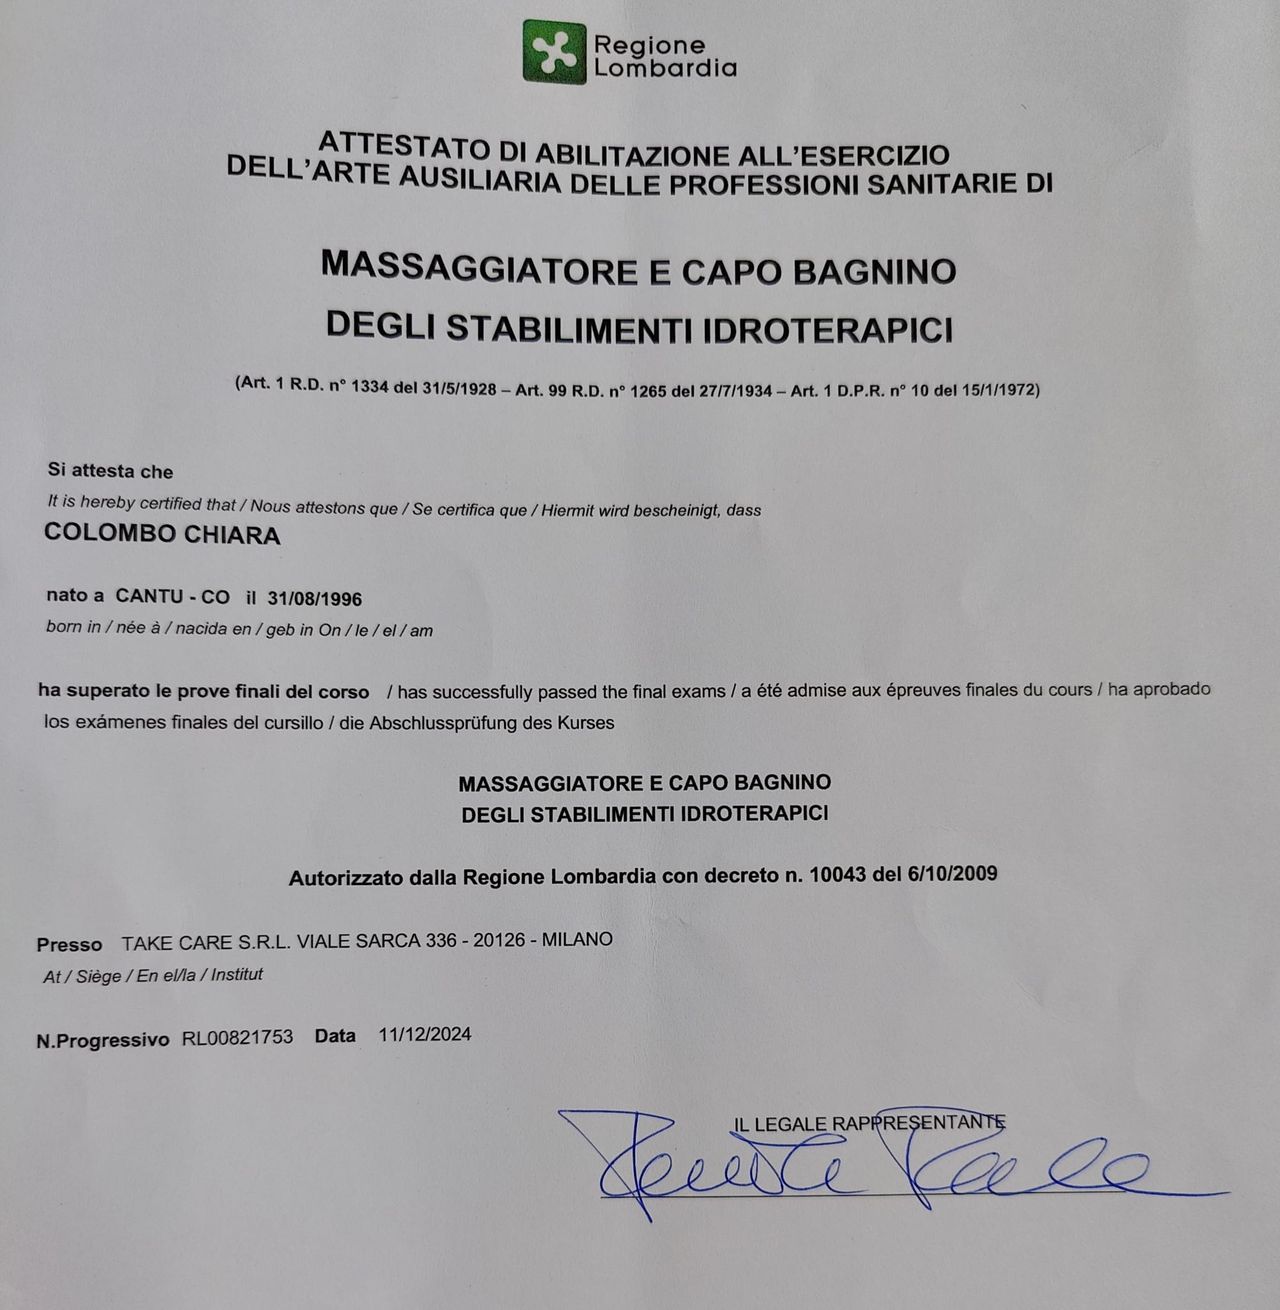 Regione
Lombardia
ATTESTATO DI ABILITAZIONE ALL'ESERCIZIO
DELL'ARTE AUSILIARIA DELLE PROFESSIONI SANITARIE DI
MASSAGGIATORE E CAPO BAGNINO
DEGLI STABILIMENTI IDROTERAPICI
(Art. 1 R.D. n° 1334 del 31/5/1928 – Art. 99 R.D. n° 1265 del 27/7/1934 – Art. 1 D.P.R. n° 10 del 15/1/1972)
Si attesta che
It is hereby certified that / Nous attestons que / Se certifica que / Hiermit wird bescheinigt, dass
COLOMBO CHIARA
nato a CANTU - CO il 31/08/1996
born in / née à / nacida en / geb in On / le / el / am
ha superato le prove finali del corso / has successfully passed the final exams / a été admise aux épreuves finales du cours / ha aprobado
los exámenes finales del cursillo / die Abschlussprüfung des Kurses
MASSAGGIATORE E CAPO BAGNINO
DEGLI STABILIMENTI IDROTERAPICI
Autorizzato dalla Regione Lombardia con decreto n. 10043 del 6/10/2009
Presso TAKE CARE S.R.L. VIALE SARCA 336 - 20126 - MILANO
At / Siège / En el/la / Institut
N.Progressivo RL00821753 Data 11/12/2024
IL LEGALE RAPPRESENTANTE